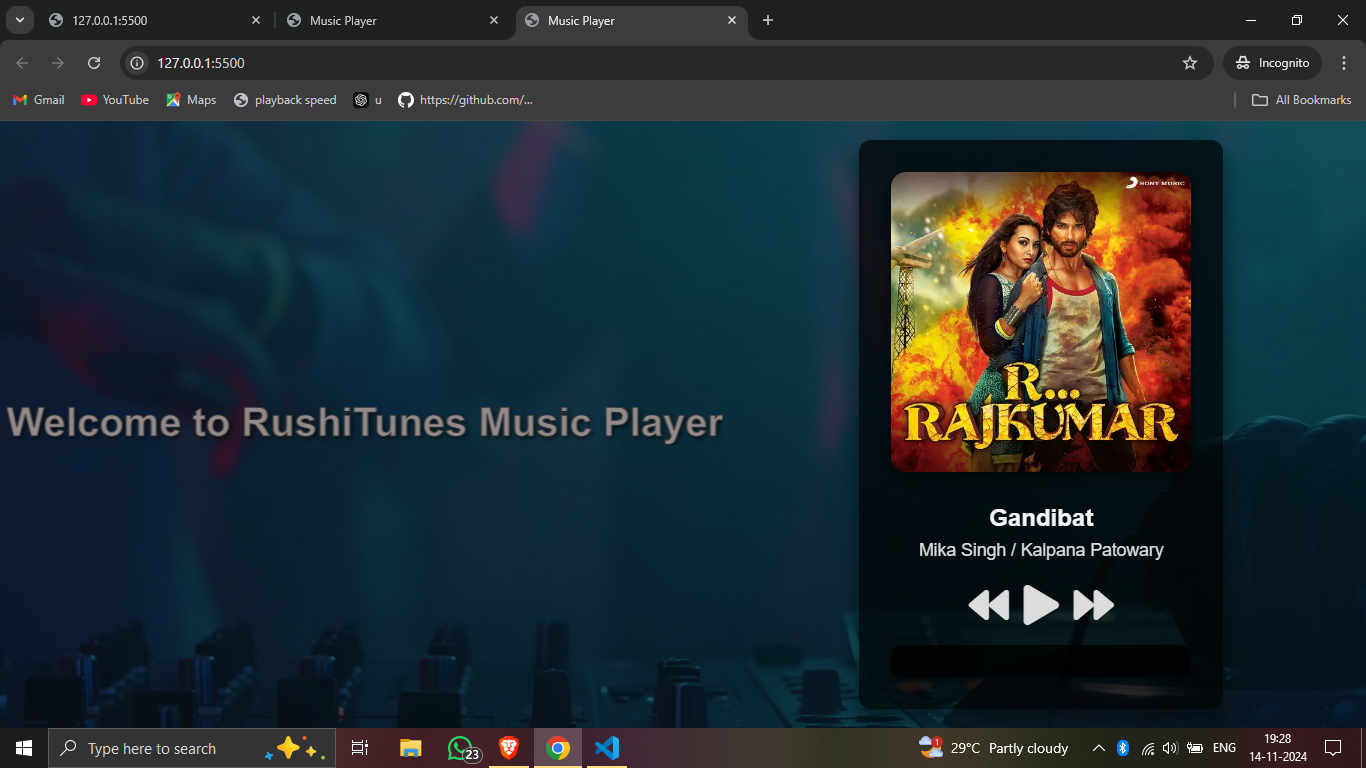 127.0.0.1:5500
Music Player
Music Player
127.0.0.1:5500
Incognito
Gmail
YouTube
Maps
playback speed
u
https://github.com/...
All Bookmarks
SONY MUSIC
R...
RAJKUMAR
Welcome to RushiTunes Music Player
Gandibat
Mika Singh / Kalpana Patowary
Type here to search
23
1
29°C Partly cloudy
ENG
19:28
14-11-2024